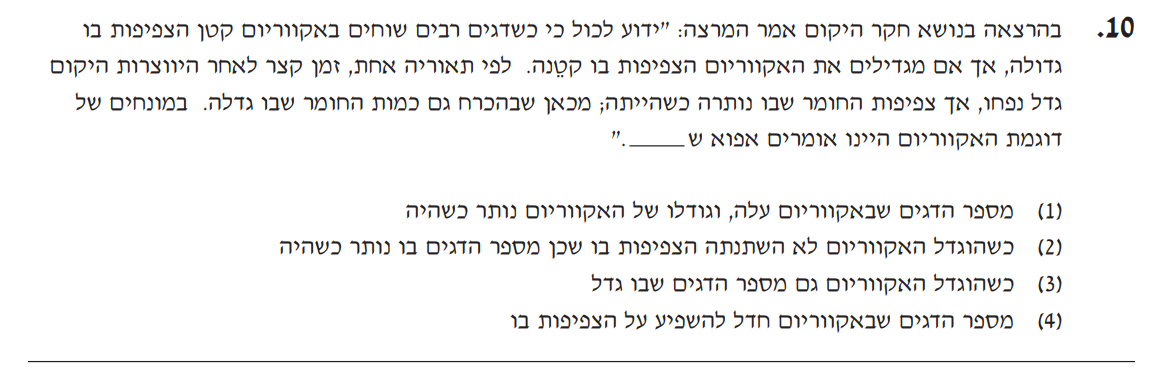 10. בהרצאה בנושא חקר היקום אמר המרצה: "ידוע לכול כי כשדגים רבים שוחים באקווריום קטן הצפיפות בו
גדולה, אך אם מגדילים את האקווריום הצפיפות בו קטֵנה. לפי תאוריה אחת, זמן קצר לאחר היווצרות היקום
גדל נפחו, אך צפיפות החומר שבו נותרה כשהייתה; מכאן שבהכרח גם כמות החומר שבו גדלה. במונחים של
דוגמת האקווריום היינו אומרים אפוא ש_____."
(1) מספר הדגים שבאקווריום עלה, וגודלו של האקווריום נותר כשהיה
(2) כשהוגדל האקווריום לא השתנתה הצפיפות בו שכן מספר הדגים בו נותר כשהיה
(3) כשהוגדל האקווריום גם מספר הדגים שבו גדל
(4) מספר הדגים שבאקווריום חדל להשפיע על הצפיפות בו